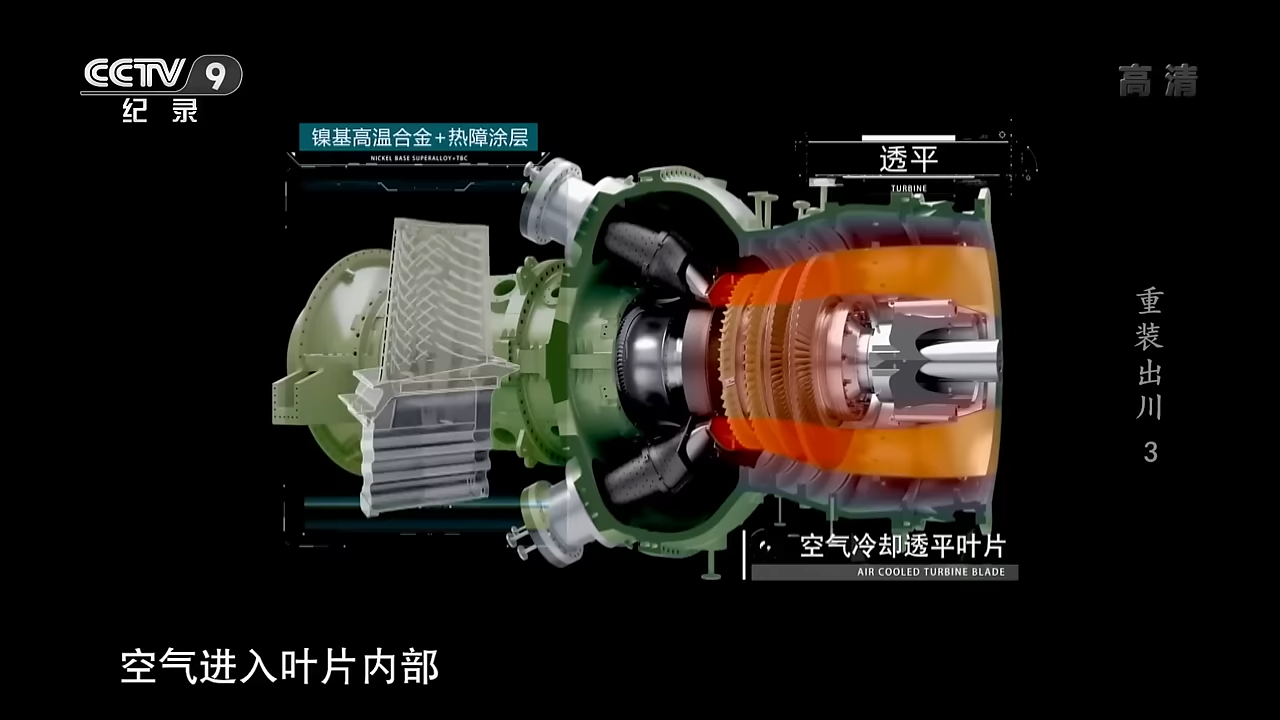 CCTV 9
纪录
高清
镍基高温合金+热障涂层
NICKEL BASE SUPERALLOY+TBC
透平
TURBINE
重装出川 3
空气冷却透平叶片
AIR COOLED TURBINE BLADE
空气进入叶片内部